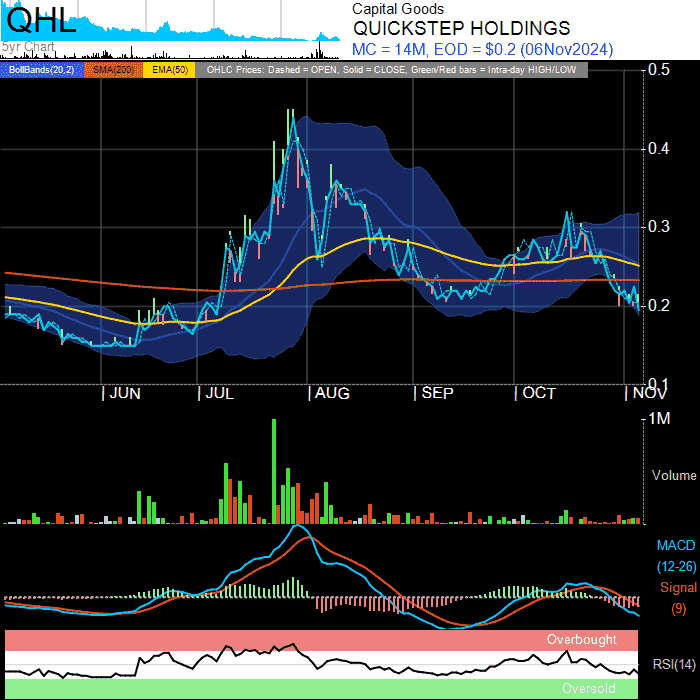 QHL
Capital Goods
QUICKSTEP HOLDINGS
5yr Chart
MC = 14M, EOD = $0.2 (06Nov2024)
BollBands(20,2) SMA(200) EMA(50) OHLC Prices: Dashed = OPEN, Solid = CLOSE, Green/Red bars = Intra-day HIGH/LOW
0.5
0.4
0.3
0.2
0.1
JUN JUL AUG SEP OCT NOV
1M
Volume
MACD
(12-26)
Signal
(9)
Overbought
RSI(14)
Oversold